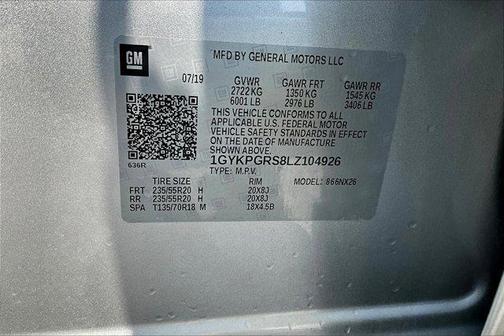 GM
MFD BY GENERAL MOTORS LLC
07/19 GVWR GAWR FRT GAWR RR
2722 KG 1350 KG 1545 KG
6001 LB 2976 LB 3406 LB
THIS VEHICLE CONFORMS TO ALL
APPLICABLE U.S. FEDERAL MOTOR
VEHICLE SAFETY STANDARDS IN EFFECT
ON THE DATE OF MANUFACTURE
SHOWN ABOVE.
1GYKPGRS8LZ104926
TYPE: M.P.V.
636R
TIRE SIZE RIM MODEL: 866NX26
FRT 235/55R20 H 20X8J
RR 235/55R20 H 20X8J
SPA T135/70R18 M 18X4.5B